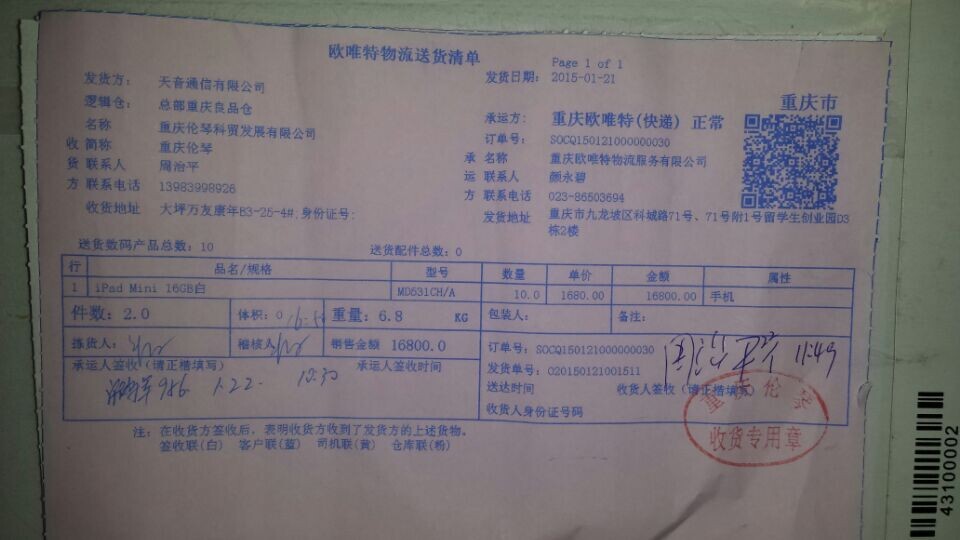 欧唯特物流送货清单
Page 1 of 1
发货日期： 2015-01-21
发货方： 天音通信有限公司
逻辑仓： 总部重庆良品仓
收货方
名称 重庆伦琴科贸发展有限公司
简称 重庆伦琴
联系人 周治平
联系电话 13983998926
收货地址 大坪万友康年B3-25-4#;身份证号:
重庆市
承运方： 重庆欧唯特(快递) 正常
订单号： SOCQ150121000000030
承运方
名称 重庆欧唯特物流服务有限公司
联系人 颜永碧
联系电话 023-86503694
发货地址 重庆市九龙坡区科城路71号、71号附1号留学生创业园D3
栋2楼
送货数码产品总数: 10 送货配件总数: 0
行 品名/规格 型号 数量 单价 金额 属性
1 iPad Mini 16GB白 MD531CH/A 10.0 1680.00 16800.00 手机
件数: 2.0 体积: 0 重量: 6.8 KG 包装人： 备注：
拣货人： 稽核人: 销售金额 16800.0
承运人签收(请正楷填写) 承运人签收时间
986 1.22. 12:30
订单号: SOCQ150121000000030
发货单号: O20150121001511
送达时间 收货人签收 (请正楷填写)
收货人身份证号码
11:49
重庆伦琴
收货专用章
注: 在收货方签收后, 表明收货方收到了发货方的上述货物。
签收联(白) 客户联(蓝) 司机联(黄) 仓库联(粉)
43100002